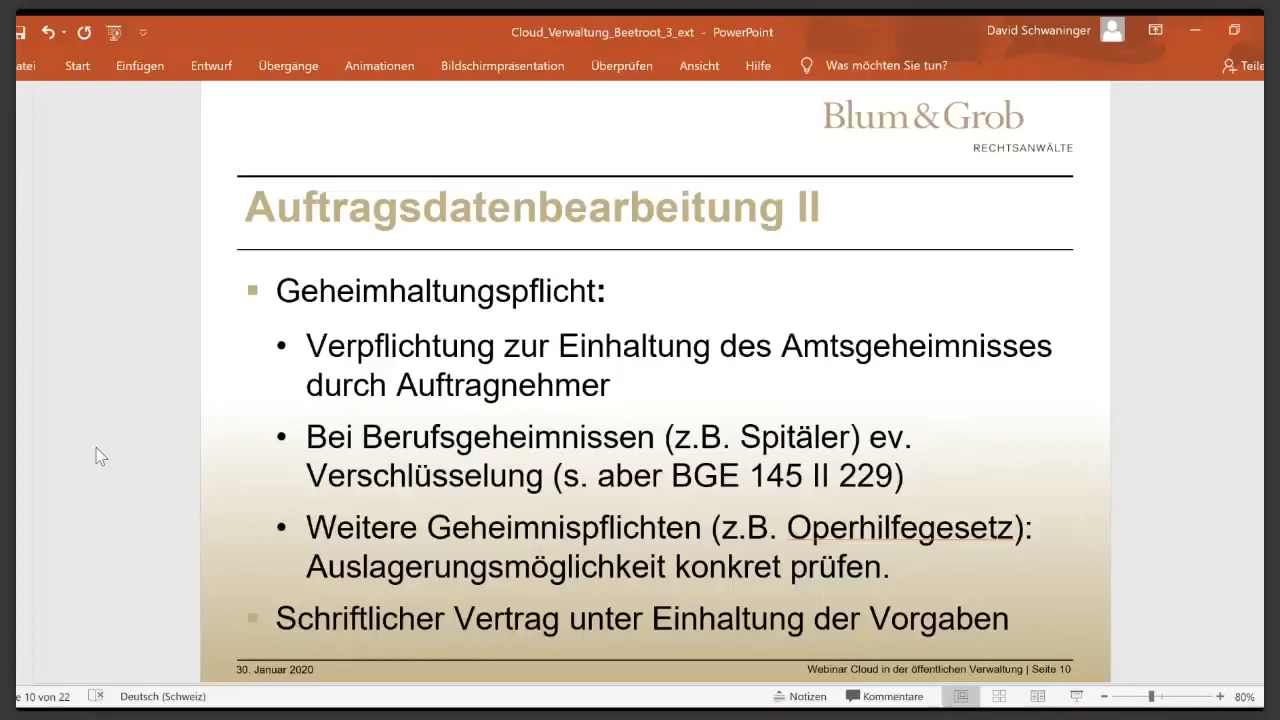 Cloud_Verwaltung_Beetroot_3_ext - PowerPoint
David Schwaninger
atei Start Einfügen Entwurf Übergänge Animationen Bildschirmpräsentation Überprüfen Ansicht Hilfe Was möchten Sie tun? Teile
Blum&Grob
RECHTSANWÄLTE
Auftragsdatenbearbeitung II
Geheimhaltungspflicht:
• Verpflichtung zur Einhaltung des Amtsgeheimnisses
durch Auftragnehmer
• Bei Berufsgeheimnissen (z.B. Spitäler) ev.
Verschlüsselung (s. aber BGE 145 II 229)
• Weitere Geheimnispflichten (z.B. Operhilfegesetz):
Auslagerungsmöglichkeit konkret prüfen.
Schriftlicher Vertrag unter Einhaltung der Vorgaben
30. Januar 2020 Webinar Cloud in der öffentlichen Verwaltung | Seite 10
e 10 von 22 Deutsch (Schweiz) Notizen Kommentare 80%